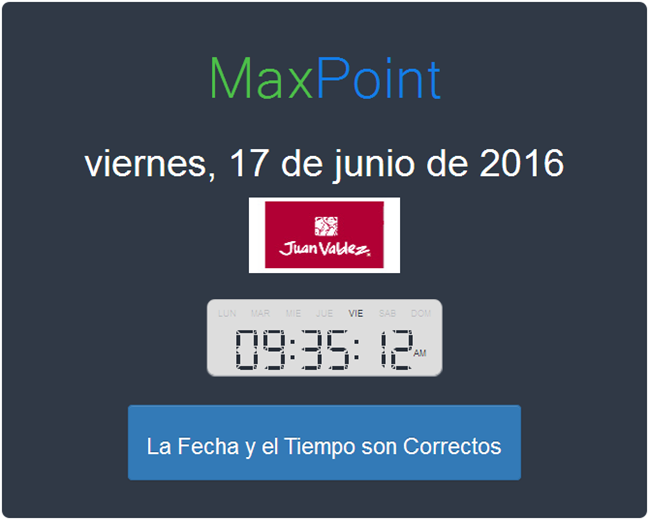 MaxPoint
viernes, 17 de junio de 2016
Juan Valdez
LUN MAR MIE JUE VIE SAB DOM
09:35:12 AM
La Fecha y el Tiempo son Correctos